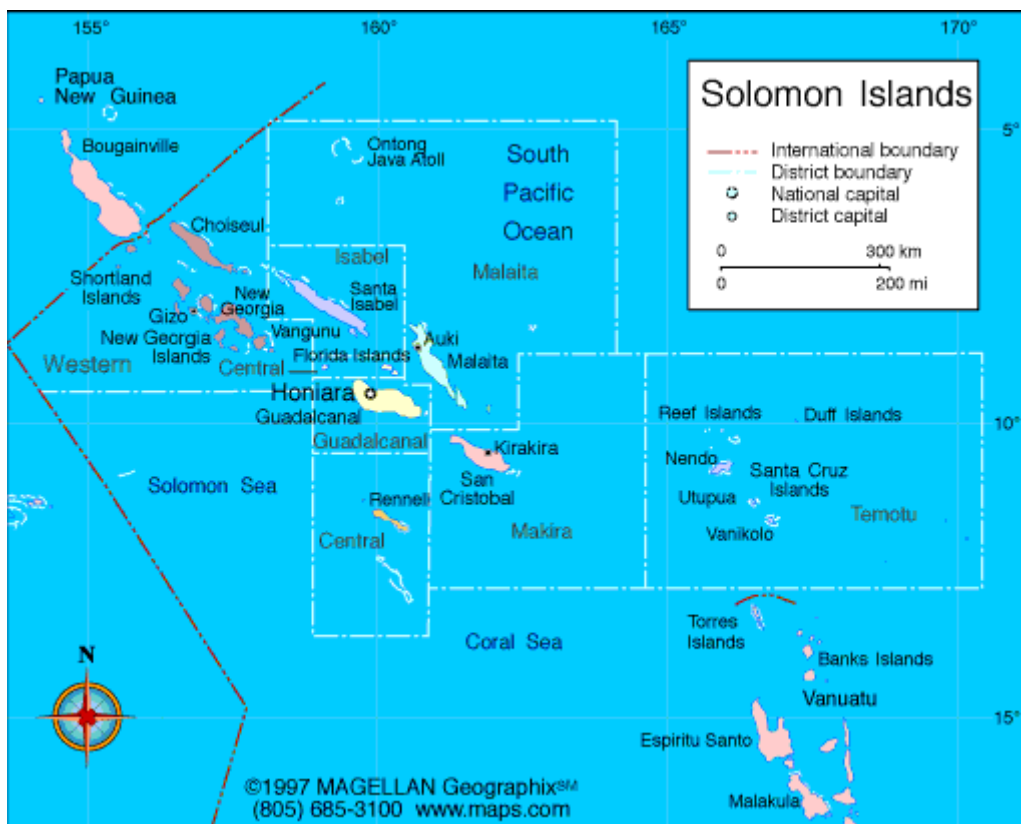 155°
160°
165°
170°
Papua
New Guinea
Bougainville
Ontong
Java Atoll
South
Pacific
Ocean
Solomon Islands
International boundary
District boundary
National capital
District capital
0
300 km
0
200 mi
5°
Choiseul
Isabel
Malaita
Shortland
Islands
Santa
Isabel
New
Georgia
Gizo
New Georgia
Islands
Vangunu
Auki
Florida Islands
Malaita
Western
Central
Honiara
Guadalcanal
Guadalcanal
Reef Islands
Duff Islands
10°
Kirakira
Nendo
Santa Cruz
Islands
San
Cristobal
Solomon Sea
Rennell
Utupua
Temotu
Vanikolo
Makira
Central
Coral Sea
Torres
Islands
Banks Islands
N
Vanuatu
15°
Espiritu Santo
Malakula
©1997 MAGELLAN Geographix℠
(805) 685-3100 www.maps.com